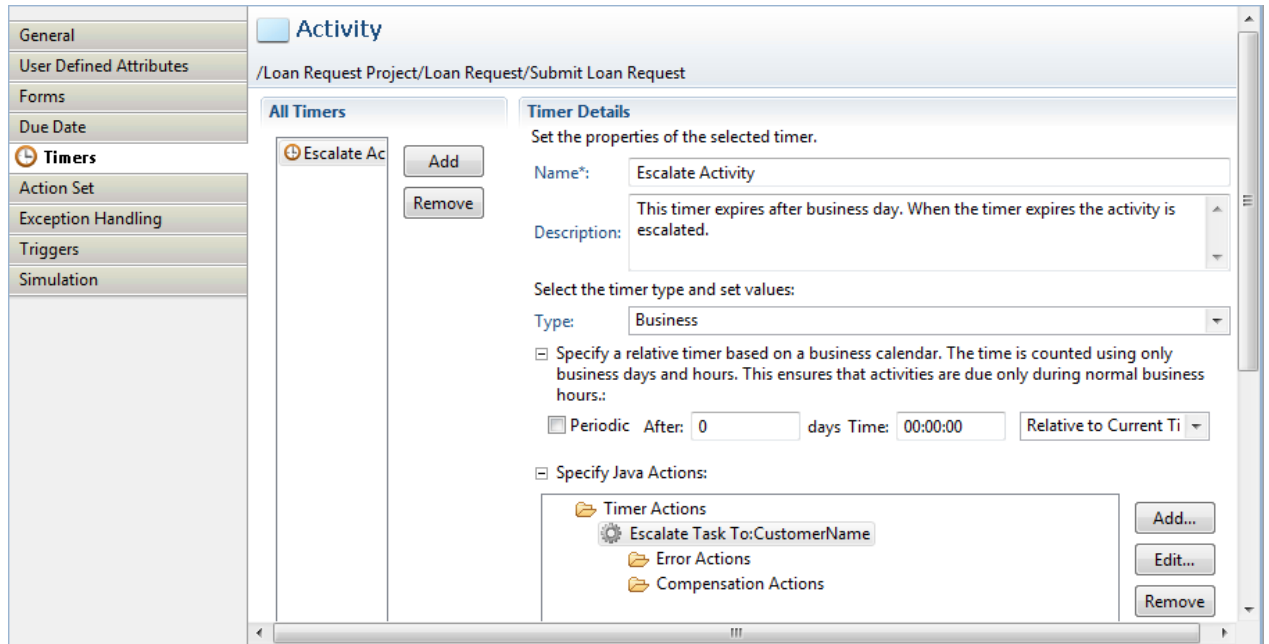 General
User Defined Attributes
Forms
Due Date
Timers
Action Set
Exception Handling
Triggers
Simulation
Activity
/Loan Request Project/Loan Request/Submit Loan Request
All Timers
Escalate Ac
Add
Remove
Timer Details
Set the properties of the selected timer.
Name*: Escalate Activity
Description: This timer expires after business day. When the timer expires the activity is
escalated.
Select the timer type and set values:
Type: Business
Specify a relative timer based on a business calendar. The time is counted using only
business days and hours. This ensures that activities are due only during normal business
hours.:
Periodic After: 0 days Time: 00:00:00 Relative to Current Ti
Specify Java Actions:
Timer Actions
Escalate Task To:CustomerName
Error Actions
Compensation Actions
Add...
Edit...
Remove